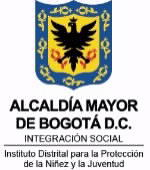 ALCALDÍA MAYOR
DE BOGOTÁ D.C.
INTEGRACIÓN SOCIAL
Instituto Distrital para la Protección
de la Niñez y la Juventud